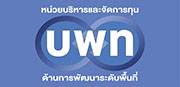 หน่วยบริหารและจัดการทุน
บพท
ด้านการพัฒนาระดับพื้นที่